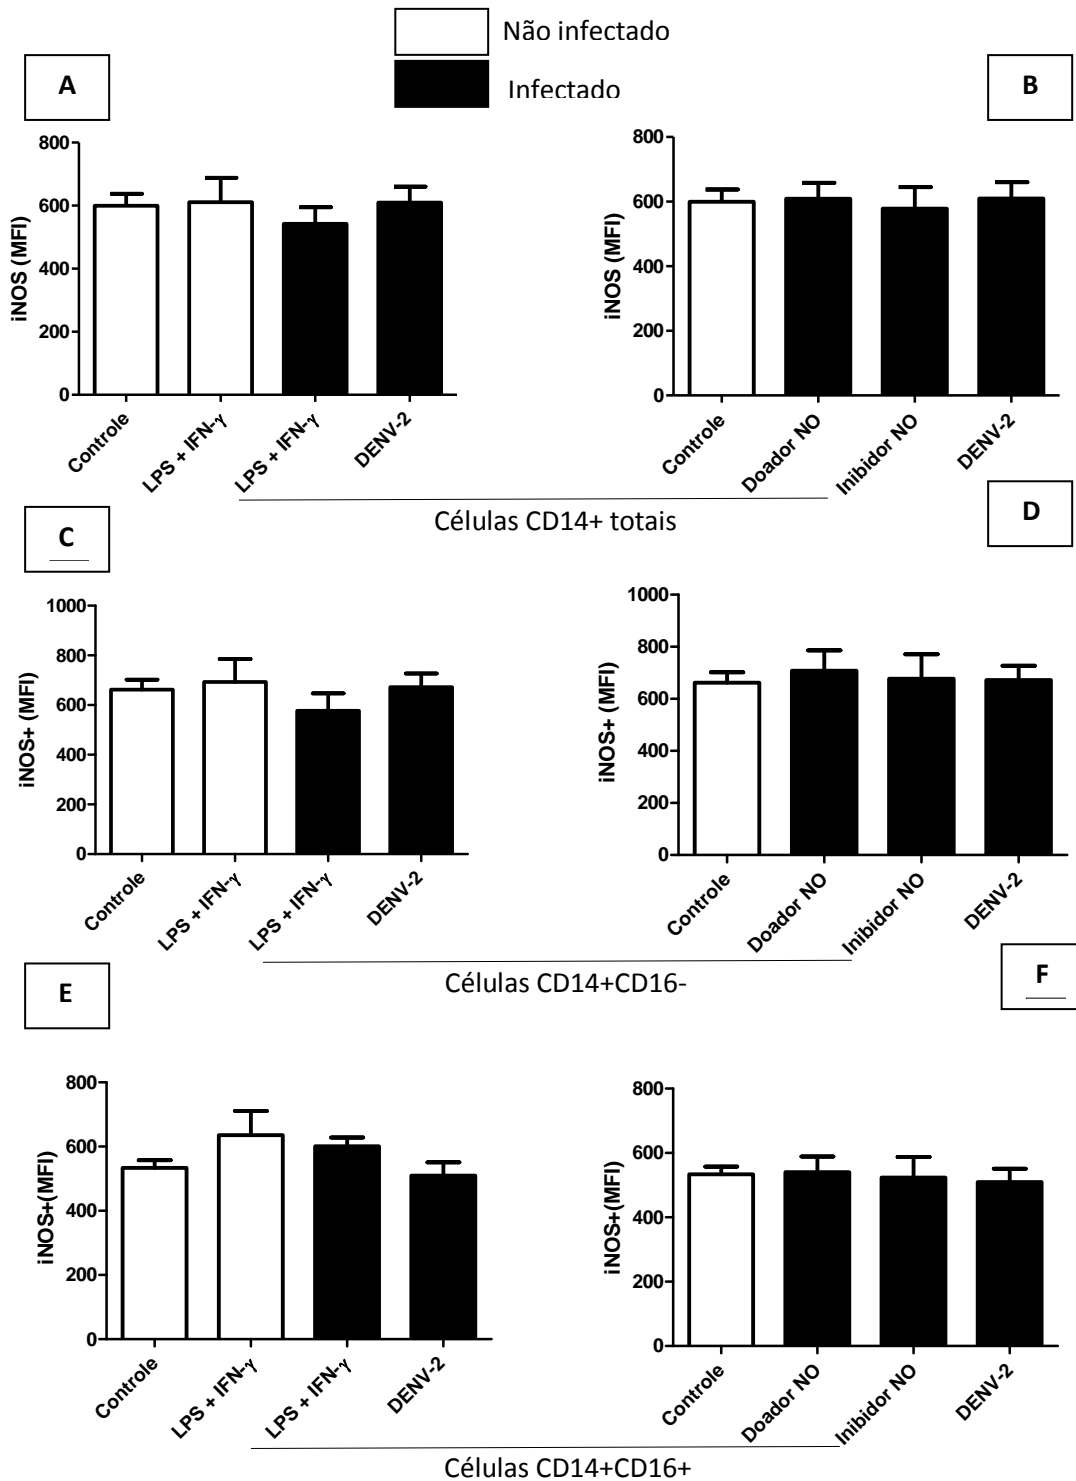 Não infectado
Infectado
A
B
iNOS (MFI)
800
600
400
200
0
Controle
LPS + IFN-γ
LPS + IFN-γ
DENV-2
iNOS (MFI)
800
600
400
200
0
Controle
Doador NO
Inibidor NO
DENV-2
Células CD14+ totais
C
D
iNOS+ (MFI)
1000
800
600
400
200
0
Controle
LPS + IFN-γ
LPS + IFN-γ
DENV-2
iNOS+ (MFI)
1000
800
600
400
200
0
Controle
Doador NO
Inibidor NO
DENV-2
Células CD14+CD16-
E
F
iNOS+(MFI)
800
600
400
200
0
Controle
LPS + IFN-γ
LPS + IFN-γ
DENV-2
iNOS+(MFI)
800
600
400
200
0
Controle
Doador NO
Inibidor NO
DENV-2
Células CD14+CD16+